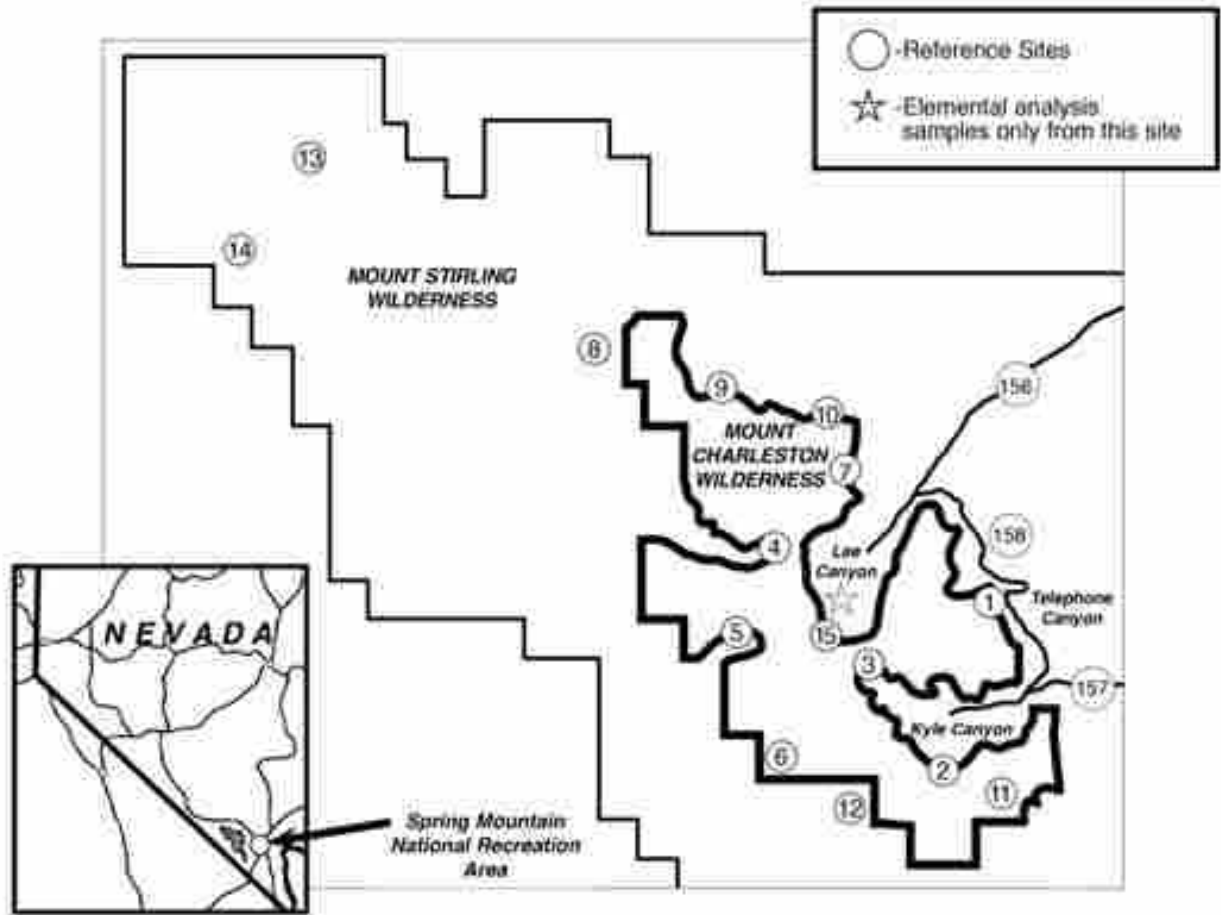 -Reference Sites
-Elemental analysis
samples only from this site
13
14
MOUNT STIRLING
WILDERNESS
8
9
156
10
MOUNT
CHARLESTON
WILDERNESS
7
158
4
Lee
Canyon
1
Telephone
Canyon
5
15
3
157
Kyle Canyon
6
2
11
12
NEVADA
Spring Mountain
National Recreation
Area